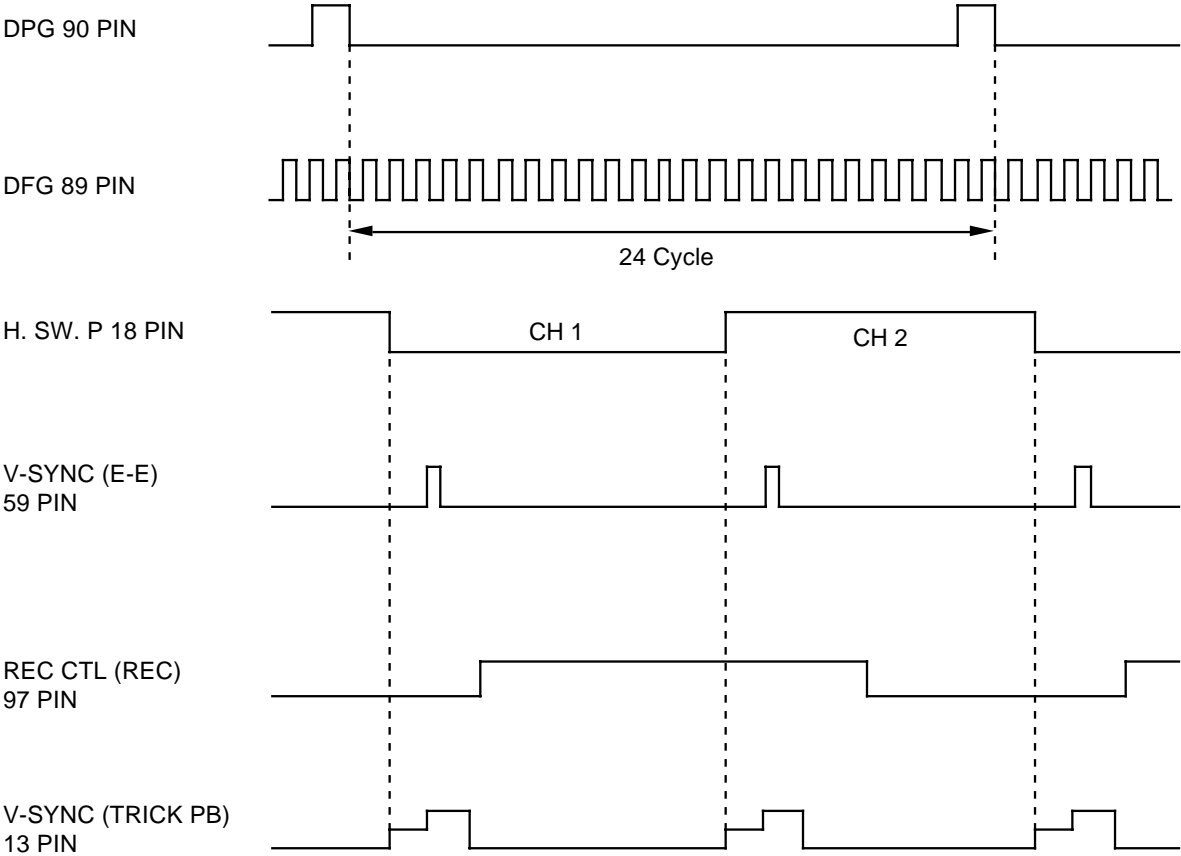 DPG 90 PIN
DFG 89 PIN
24 Cycle
H. SW. P 18 PIN
CH 1
CH 2
V-SYNC (E-E)
59 PIN
REC CTL (REC)
97 PIN
V-SYNC (TRICK PB)
13 PIN